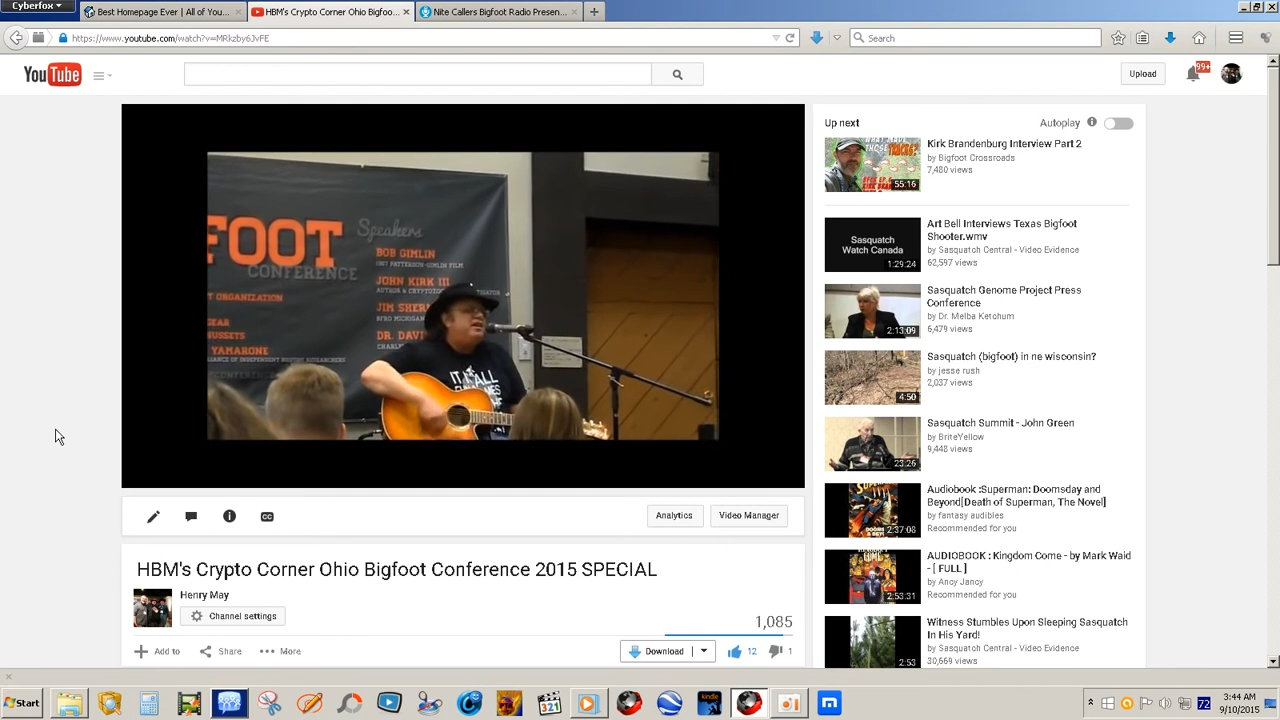 Cyberfox
Best Homepage Ever | All of You...
HBM's Crypto Corner Ohio Bigfoo...
Nite Callers Bigfoot Radio Presen...
https://www.youtube.com/watch?v=MRkzby6JvFE
Search
YouTube
Upload
99+
FOOT
CONFERENCE
Speakers
BOB GIMLIN
JOHN KIRK III
JIM SHER
DR. DAVI
T ORGANIZATION
GEAR
YAMARONE
IT ALL
Up next
Autoplay
Kirk Brandenburg Interview Part 2
by Bigfoot Crossroads
7,480 views
55:16
Art Bell Interviews Texas Bigfoot
Shooter.wmv
by Sasquatch Central - Video Evidence
62,597 views
Sasquatch
Watch Canada
1:29:24
Sasquatch Genome Project Press
Conference
by Dr. Melba Ketchum
6,479 views
2:13:09
Sasquatch (bigfoot) in ne wisconsin?
by jesse rush
2,037 views
4:50
Sasquatch Summit - John Green
by BriteYellow
9,448 views
23:26
Audiobook :Superman: Doomsday and
Beyond[Death of Superman, The Novel]
by fantasy audibles
Recommended for you
2:37:08
AUDIOBOOK : Kingdom Come - by Mark Waid
- [ FULL ]
by Ancy Jancy
Recommended for you
2:53:31
Witness Stumbles Upon Sleeping Sasquatch
In His Yard!
by Sasquatch Central - Video Evidence
30,669 views
2:53
CC
Analytics
Video Manager
HBM's Crypto Corner Ohio Bigfoot Conference 2015 SPECIAL
Henry May
Channel settings
1,085
Add to
Share
More
Download
12
1
Start
321
kindle
72
3:44 AM
9/10/2015